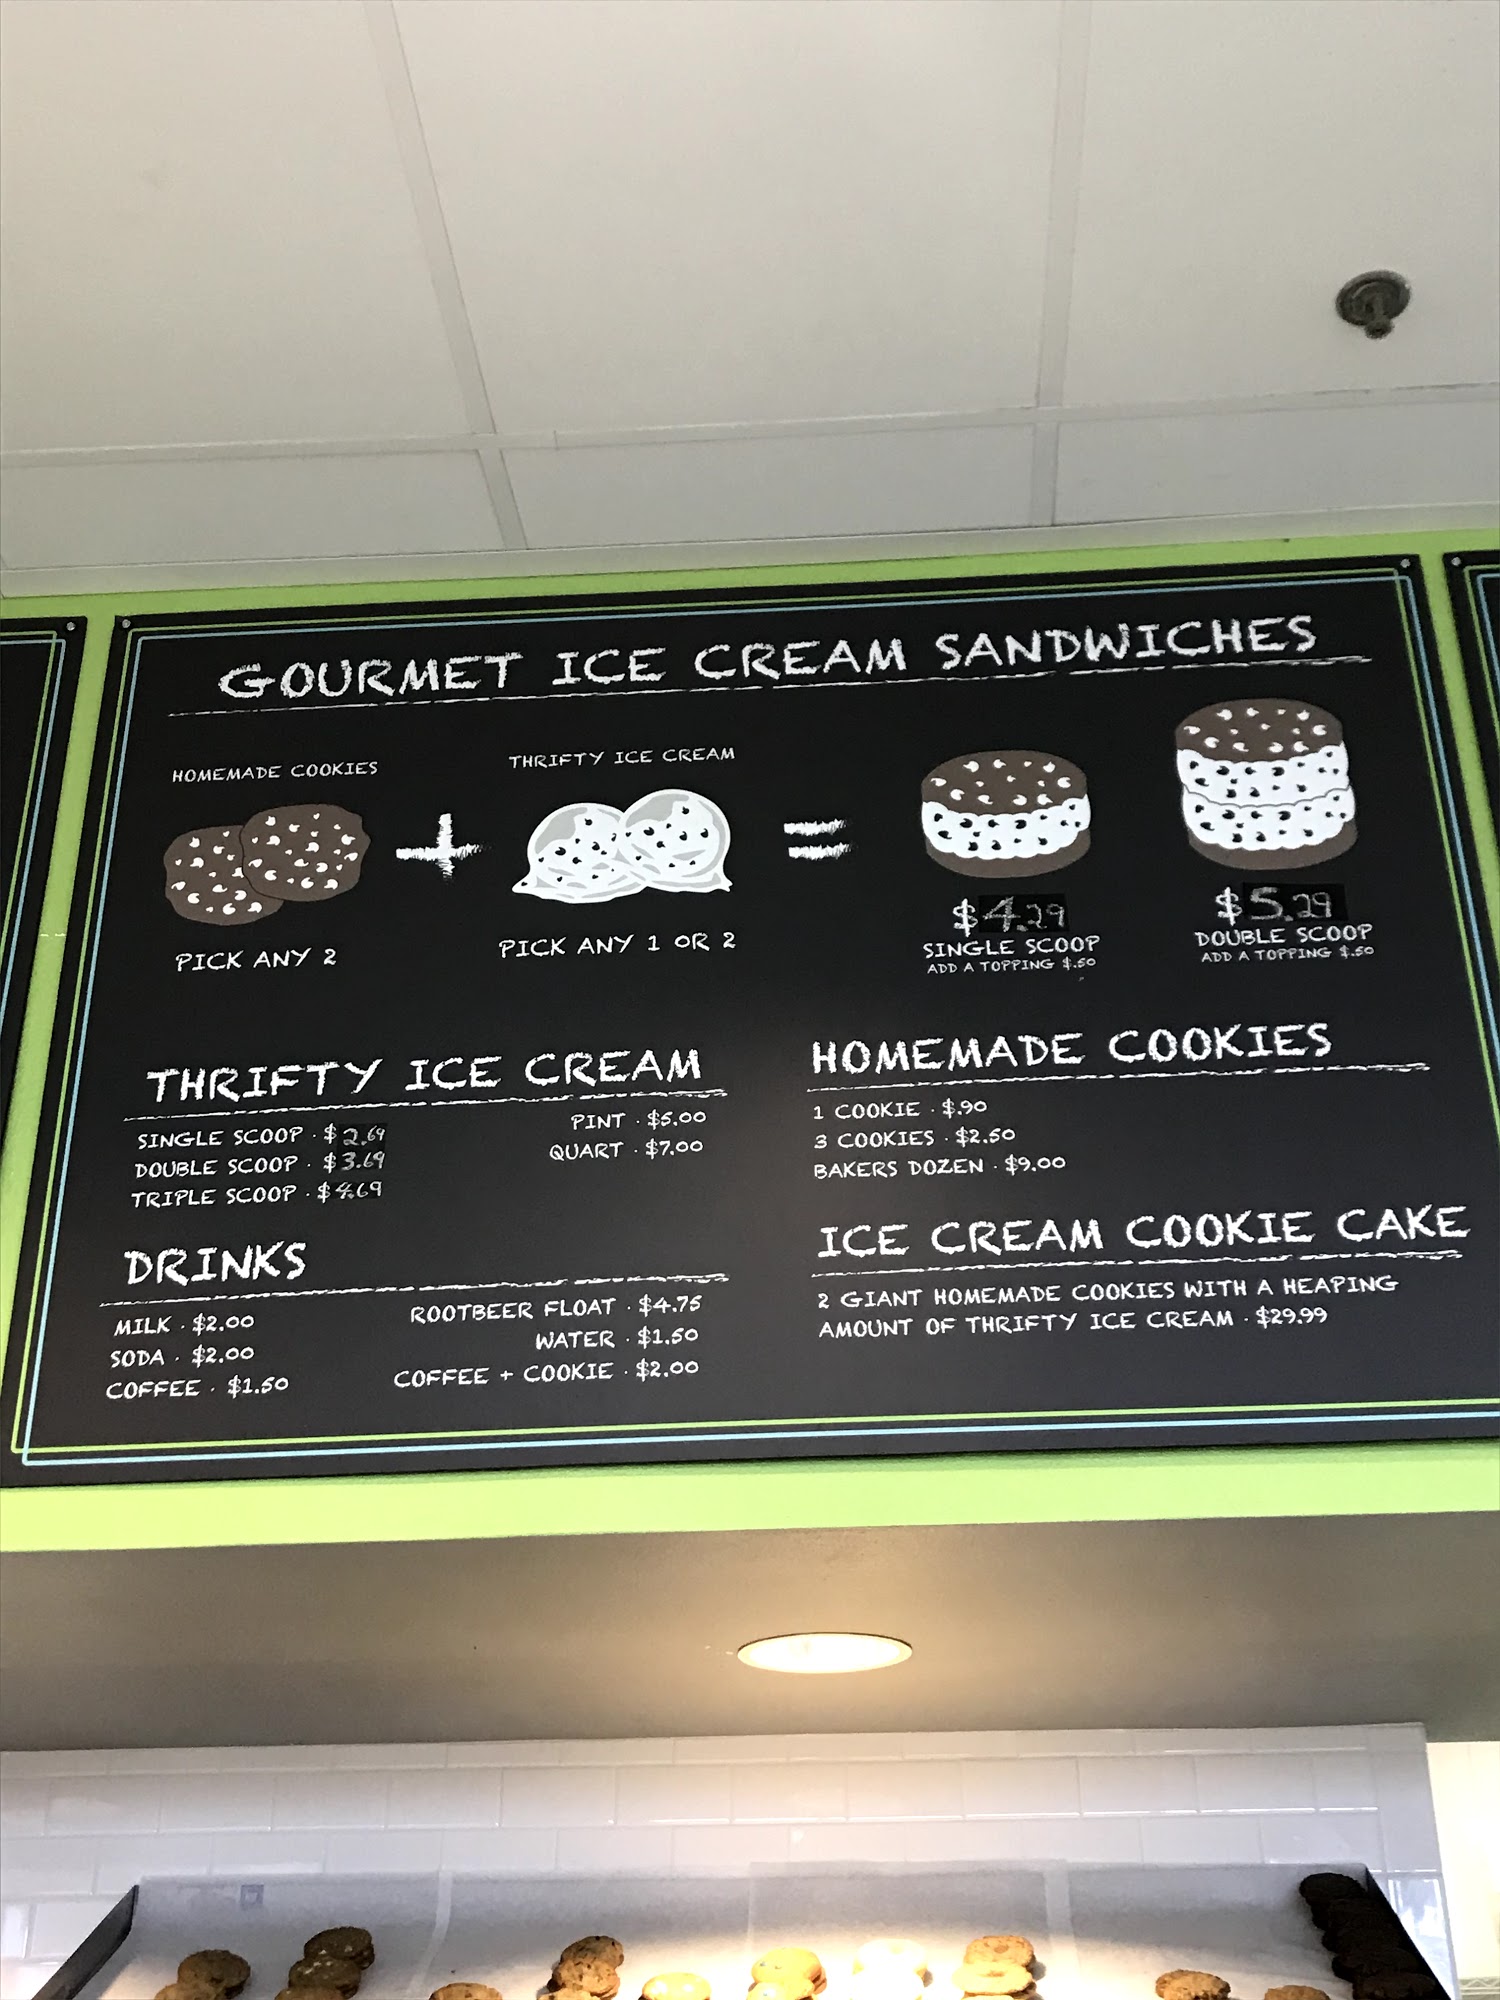 GOURMET ICE CREAM SANDWICHES
HOMEMADE COOKIES
PICK ANY 2
+
THRIFTY ICE CREAM
PICK ANY 1 OR 2
=
$4.29
SINGLE SCOOP
ADD A TOPPING $.50
$5.29
DOUBLE SCOOP
ADD A TOPPING $.50
THRIFTY ICE CREAM
SINGLE SCOOP · $2.69
DOUBLE SCOOP · $3.69
TRIPLE SCOOP · $4.69
PINT · $5.00
QUART · $7.00
DRINKS
MILK · $2.00
SODA · $2.00
COFFEE · $1.50
ROOTBEER FLOAT · $4.75
WATER · $1.50
COFFEE + COOKIE · $2.00
HOMEMADE COOKIES
1 COOKIE · $.90
3 COOKIES · $2.50
BAKERS DOZEN · $9.00
ICE CREAM COOKIE CAKE
2 GIANT HOMEMADE COOKIES WITH A HEAPING
AMOUNT OF THRIFTY ICE CREAM · $29.99